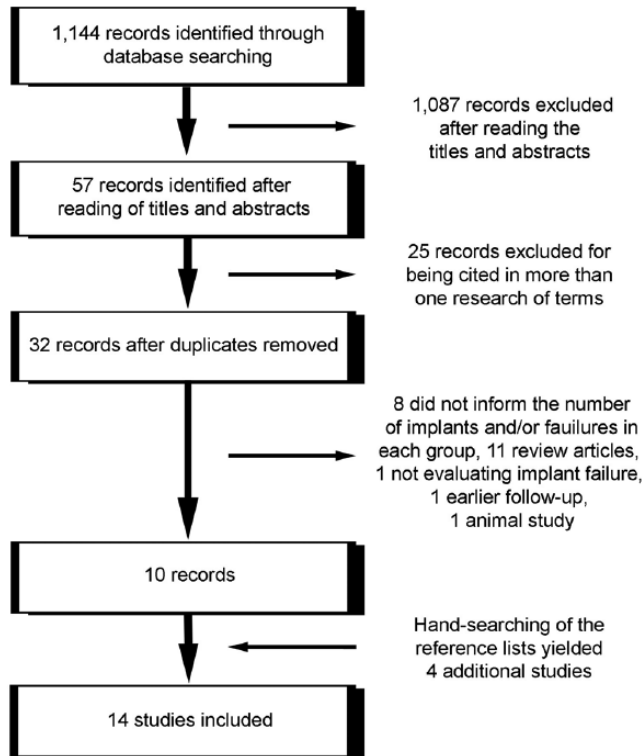 1,144 records identified through
database searching
1,087 records excluded
after reading the
titles and abstracts
57 records identified after
reading of titles and abstracts
25 records excluded for
being cited in more than
one research of terms
32 records after duplicates removed
8 did not inform the number
of implants and/or fauilures in
each group, 11 review articles,
1 not evaluating implant failure,
1 earlier follow-up,
1 animal study
10 records
Hand-searching of the
reference lists yielded
4 additional studies
14 studies included